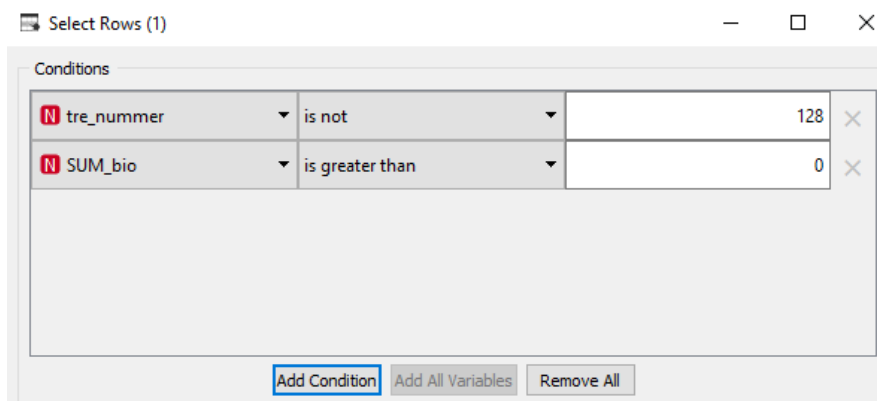 Select Rows (1)
Conditions
N tre_nummer is not 128
N SUM_bio is greater than 0
Add Condition Add All Variables Remove All